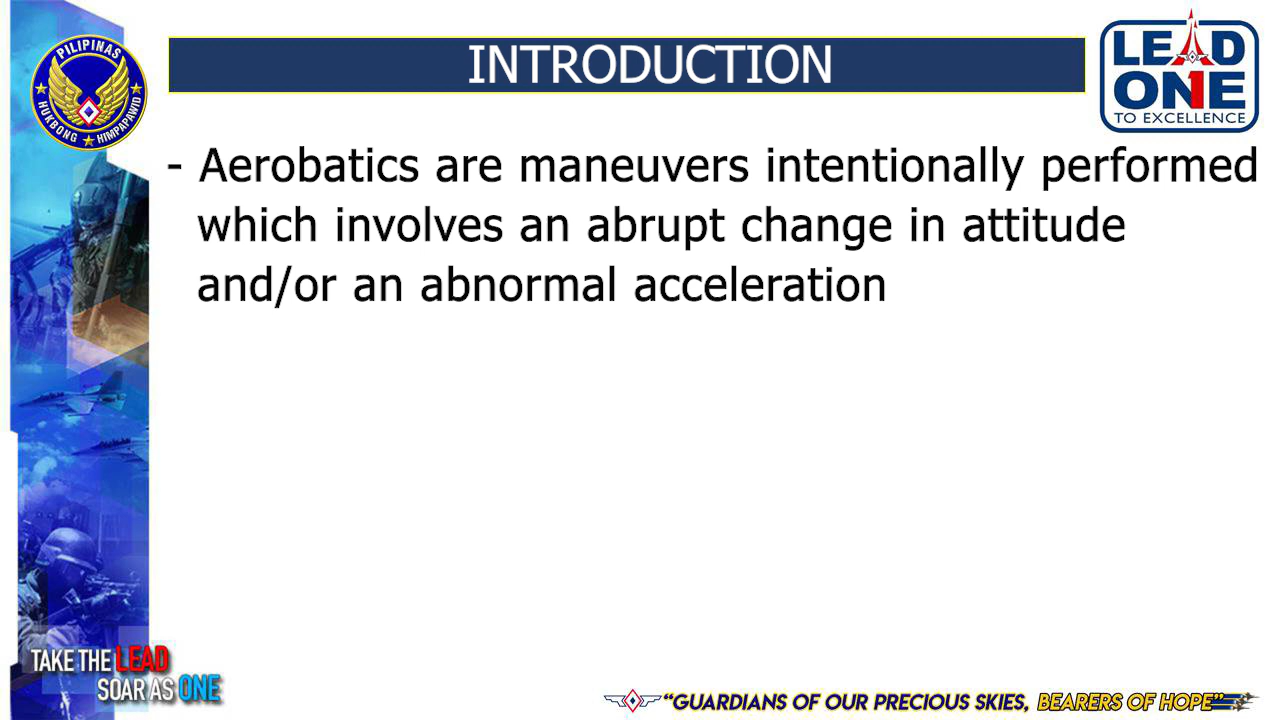 PILIPINAS
HUKBONG HIMPAPAWID
INTRODUCTION
LEAD
ONE
TO EXCELLENCE
- Aerobatics are maneuvers intentionally performed
which involves an abrupt change in attitude
and/or an abnormal acceleration
TAKE THE LEAD
SOAR AS ONE
“GUARDIANS OF OUR PRECIOUS SKIES, BEARERS OF HOPE”